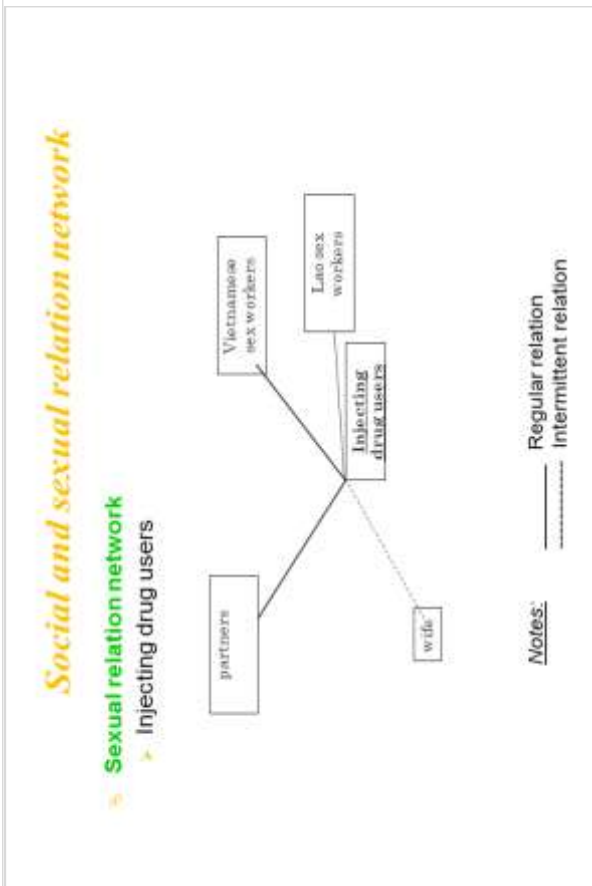 Social and sexual relation network
Sexual relation network
Injecting drug users
partners
Vietnamese
sex workers
Lao sex
workers
Injecting
drug users
wife
Notes:
Regular relation
Intermittent relation